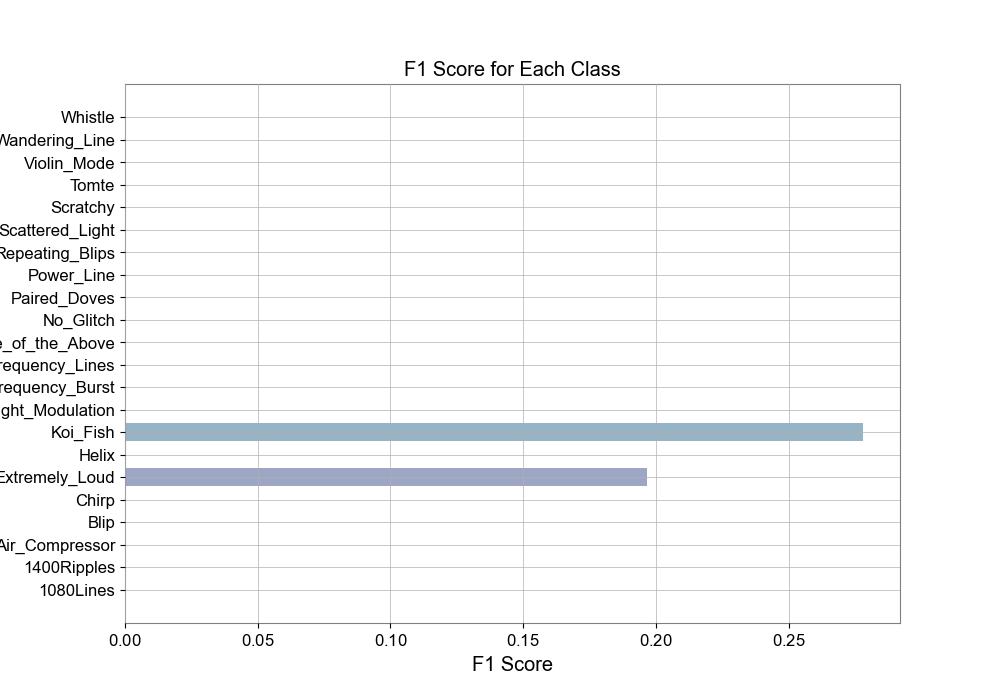 F1 Score for Each Class
Whistle
Wandering_Line
Violin_Mode
Tomte
Scratchy
Scattered_Light
Repeating_Blips
Power_Line
Paired_Doves
No_Glitch
e_of_the_Above
requency_Lines
requency_Burst
ght_Modulation
Koi_Fish
Helix
Extremely_Loud
Chirp
Blip
Air_Compressor
1400Ripples
1080Lines
0.00 0.05 0.10 0.15 0.20 0.25
F1 Score